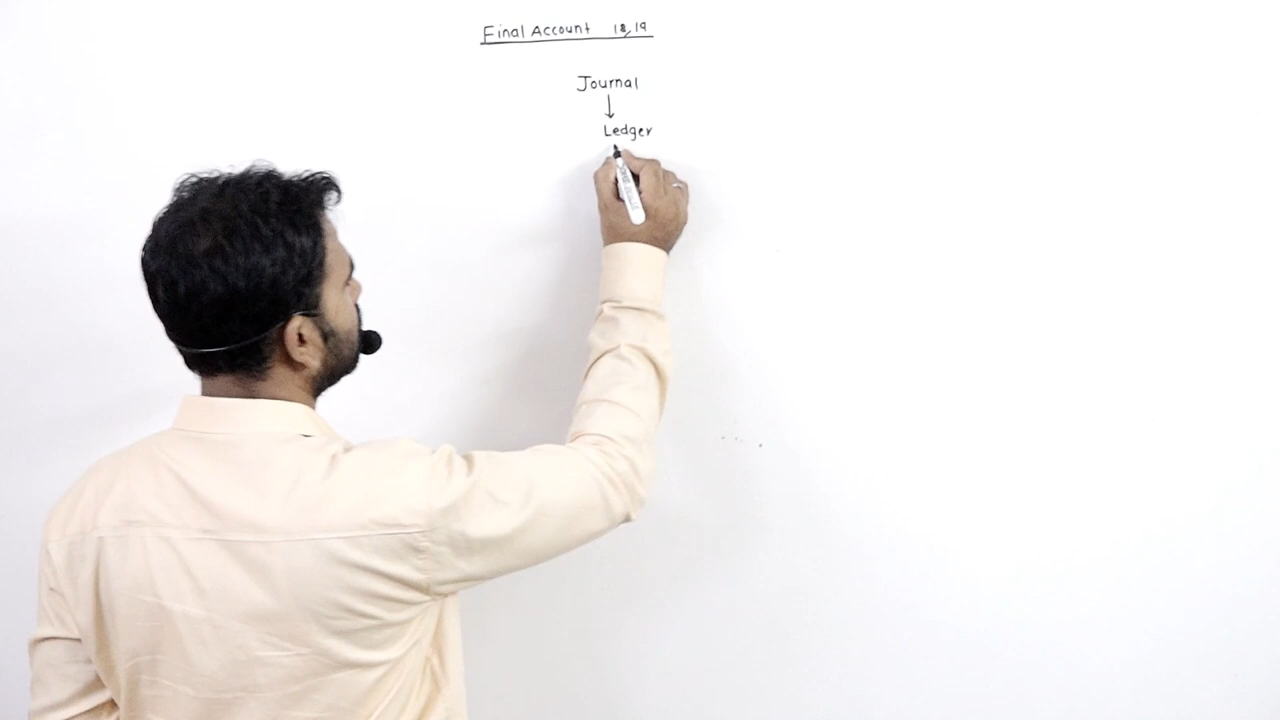 Final Account 18,19
Journal
↓
Ledger